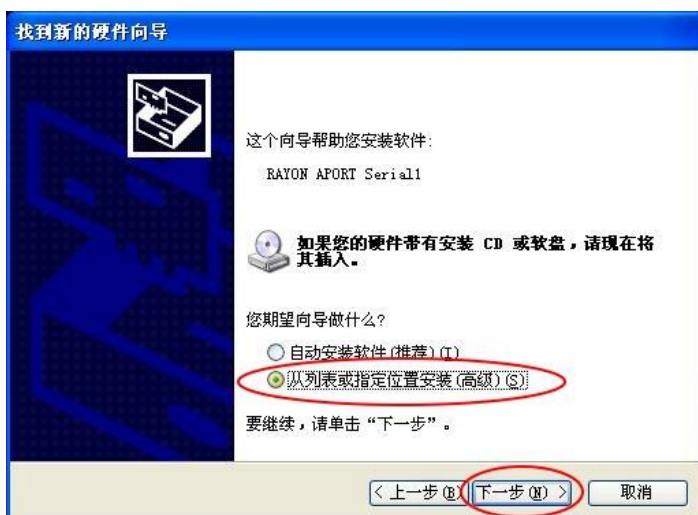 找到新的硬件向导
这个向导帮助您安装软件:
RAYON APORT Serial1
如果您的硬件带有安装 CD 或软盘，请现在将
其插入。
您期望向导做什么?
自动安装软件(推荐)(I)
从列表或指定位置安装(高级)(S)
要继续，请单击“下一步”。
< 上一步(B) 下一步(N) > 取消